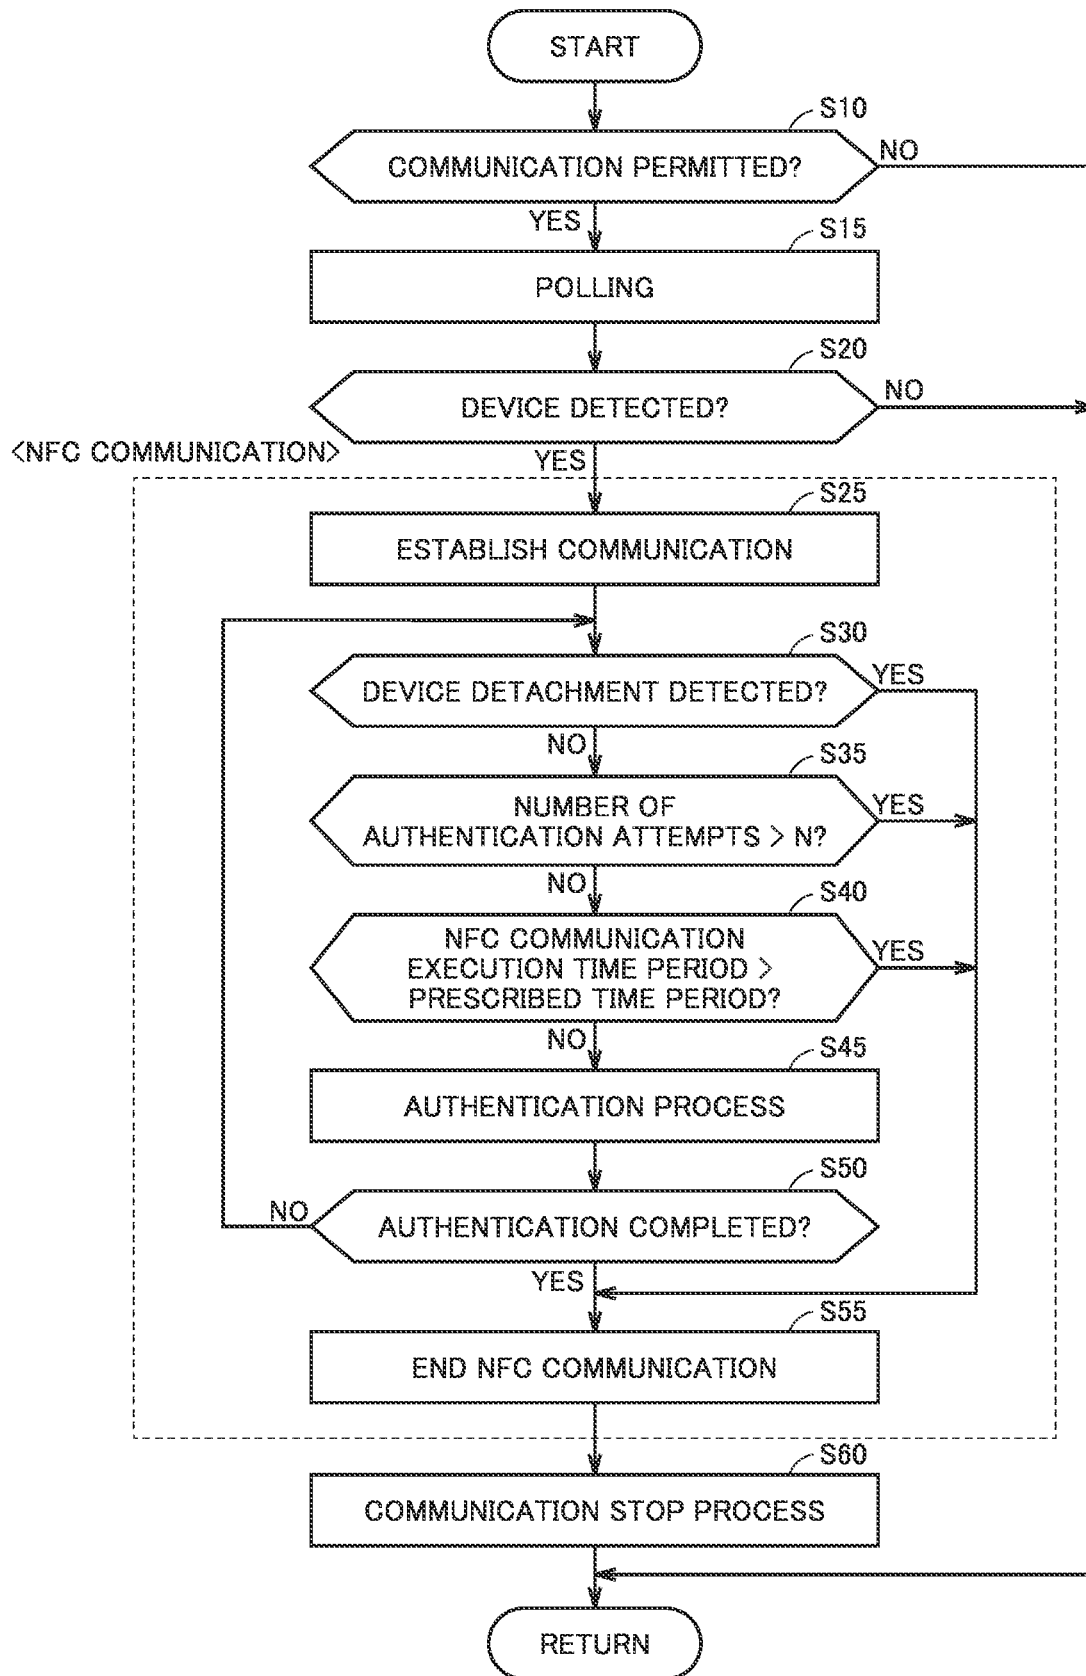 START
S10
COMMUNICATION PERMITTED?
NO
YES
S15
POLLING
S20
DEVICE DETECTED?
NO
<NFC COMMUNICATION>
YES
S25
ESTABLISH COMMUNICATION
S30
DEVICE DETACHMENT DETECTED?
YES
NO
S35
NUMBER OF
AUTHENTICATION ATTEMPTS > N?
YES
NO
S40
NFC COMMUNICATION
EXECUTION TIME PERIOD >
PRESCRIBED TIME PERIOD?
YES
NO
S45
AUTHENTICATION PROCESS
S50
NO
AUTHENTICATION COMPLETED?
YES
S55
END NFC COMMUNICATION
S60
COMMUNICATION STOP PROCESS
RETURN